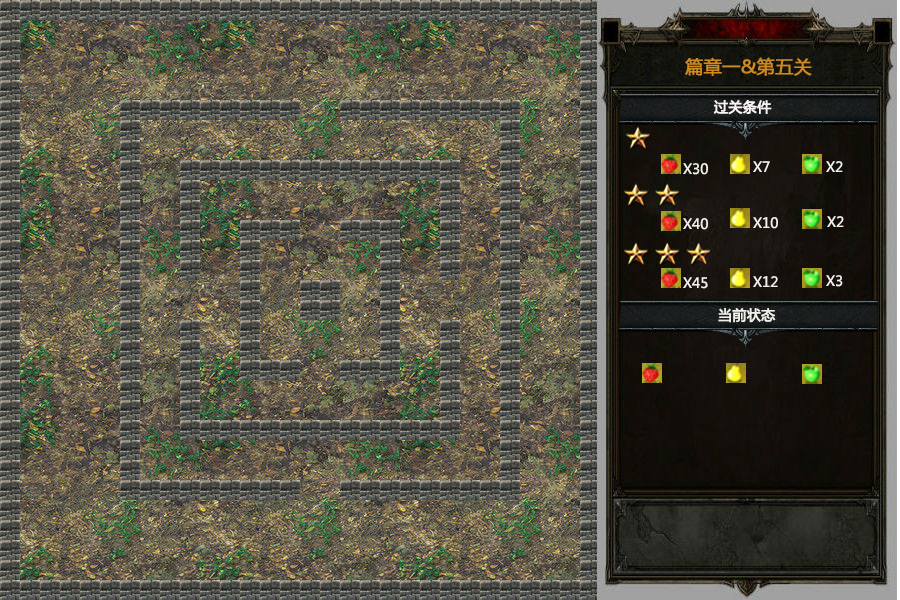 篇章一&第五关
过关条件
X30 X7 X2
X40 X10 X2
X45 X12 X3
当前状态